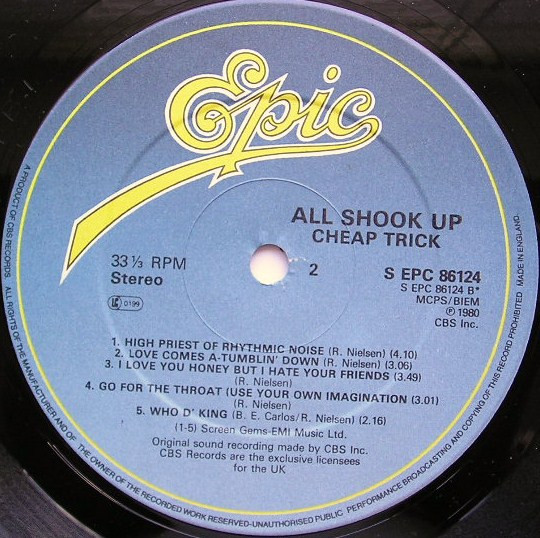 Epic
ALL SHOOK UP
CHEAP TRICK
33 ⅓ RPM
Stereo
LC 0199
2
S EPC 86124
S EPC 86124 B*
MCPS/BIEM
℗ 1980
CBS Inc.
1. HIGH PRIEST OF RHYTHMIC NOISE (R. Nielsen) (4.10)
2. LOVE COMES A-TUMBLIN' DOWN (R. Nielsen) (3.06)
3. I LOVE YOU HONEY BUT I HATE YOUR FRIENDS (3.49)
(R. Nielsen)
4. GO FOR THE THROAT (USE YOUR OWN IMAGINATION (3.01)
(R. Nielsen)
5. WHO D' KING (B. E. Carlos/R. Nielsen) (2.16)
(1-5) Screen Gems-EMI Music Ltd.
Original sound recording made by CBS Inc.
CBS Records are the exclusive licensees
for the UK
A PRODUCT OF CBS RECORDS ALL RIGHTS OF THE MANUFACTURER AND OF THE OWNER OF THE RECORDED WORK RESERVED-UNAUTHORISED PUBLIC PERFORMANCE BROADCASTING AND COPYING OF THIS RECORD PROHIBITED MADE IN ENGLAND